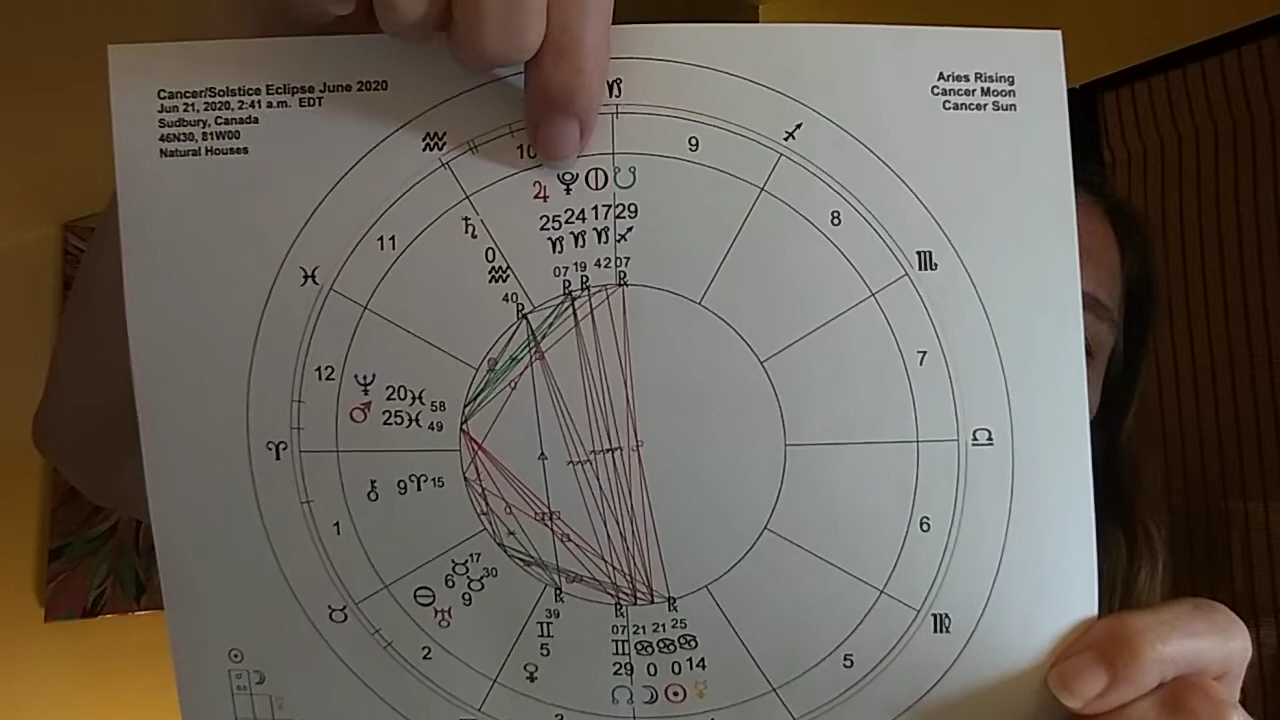 Cancer/Solstice Eclipse June 2020
Jun 21, 2020, 2:41 a.m. EDT
Sudbury, Canada
46N30, 81W00
Natural Houses
Aries Rising
Cancer Moon
Cancer Sun
♑
♒
10
9
♐
♃ ♇ ⦶ ☋
25 24 17 29
♑ ♑ ♑ ♐
07 19 42 07
℞ ℞ ℞
11
♄
0
♒
40
℞
8
♏
♓
12
7
♆ 20 ♓ 58
♂ 25 ♓ 49
♈
♎
⚷ 9 ♈ 15
1
6
⊖ 6 ♉ 17
♅ 9 ♉ 30
♉
2
℞
39
♊
5
♀
℞ ℞
07 21 21 25
♊ ♋ ♋ ♋
29 0 0 14
☊ ☽ ☉ ☿
5
♍
☉
☽